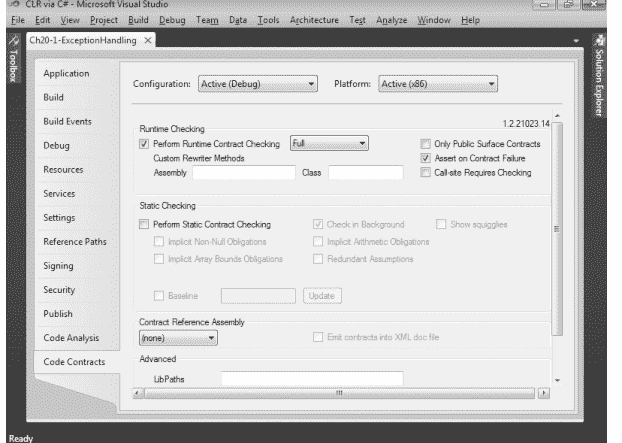 CLR via C# - Microsoft Visual Studio
File Edit View Project Build Debug Team Data Tools Architecture Test Analyze Window Help
Toolbox
Ch20-1-ExceptionHandling
Solution Explorer
Application
Build
Build Events
Debug
Resources
Services
Settings
Reference Paths
Signing
Security
Publish
Code Analysis
Code Contracts
Configuration: Active (Debug) Platform: Active (x86)
1.2.21023.14
Runtime Checking
Perform Runtime Contract Checking Full Only Public Surface Contracts
Custom Rewriter Methods Assert on Contract Failure
Assembly Class Call-site Requires Checking
Static Checking
Perform Static Contract Checking Check in Background Show squigglies
Implicit Non-Null Obligations Implicit Arithmetic Obligations
Implicit Array Bounds Obligations Redundant Assumptions
Baseline Update
Contract Reference Assembly
(none) Emit contracts into XML doc file
Advanced
LibPaths
Ready